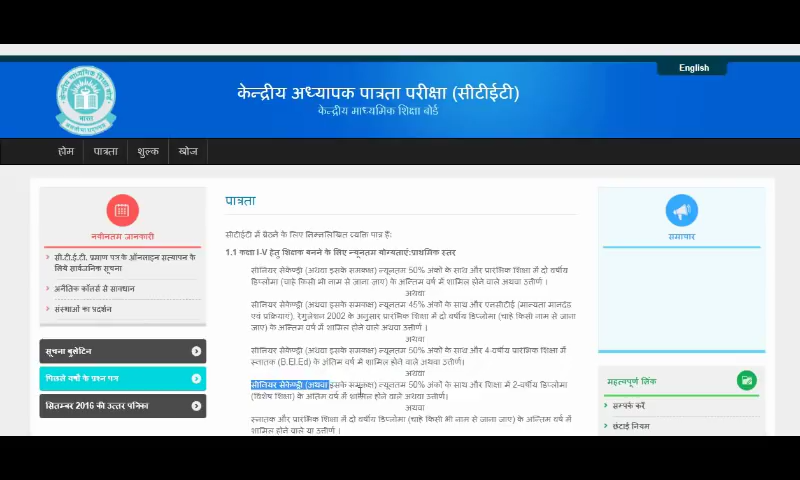 English
केन्द्रीय अध्यापक पात्रता परीक्षा (सीटीईटी)
केन्द्रीय माध्यमिक शिक्षा बोर्ड
होम
पात्रता
शुल्क
खोज
नवीनतम जानकारी
सी.टी.ई.टी. प्रमाण पत्र के ऑनलाइन सत्यापन के
लिये सार्वजनिक सूचना
अनैतिक कॉलर्स से सावधान
संस्थाओं का प्रदर्शन
सूचना बुलेटिन
पिछले वर्षों के प्रश्न पत्र
सितम्बर 2016 की उत्तर पत्रिका
पात्रता
सीटीईटी में बैठने के लिए निम्नलिखित व्यक्ति पात्र हैं:
1.1 कक्षा I-V हेतु शिक्षक बनने के लिए न्यूनतम योग्यताएं:प्राथमिक स्तर
सीनियर सेकेण्ड्री (अथवा इसके समकक्ष) न्यूनतम 50% अंकों के साथ और प्रारंभिक शिक्षा में दो वर्षीय
डिप्लोमा (चाहे किसी भी नाम से जाना जाए) के अन्तिम वर्ष में शामिल होने वाले अथवा उत्तीर्ण ।
अथवा
सीनियर सेकेण्ड्री (अथवा इसके समकक्ष) न्यूनतम 45% अंकों के साथ और एनसीटीई (मान्यता मानदंड
एवं प्रक्रियाएं), रेगुलेशन 2002 के अनुसार प्रारंभिक शिक्षा में दो वर्षीय डिप्लोमा (चाहे किसी नाम से जाना
जाए) के अन्तिम वर्ष में शामिल होने वाले अथवा उत्तीर्ण ।
अथवा
सीनियर सेकेण्ड्री (अथवा इसके समकक्ष) न्यूनतम 50% अंकों के साथ और 4-वर्षीय प्रारंभिक शिक्षा में
स्नातक (B.El.Ed) के अंतिम वर्ष में शामिल होने वाले अथवा उत्तीर्ण ।
अथवा
सीनियर सेकेण्ड्री (अथवा इसके समकक्ष) न्यूनतम 50% अंकों के साथ और शिक्षा में 2-वर्षीय डिप्लोमा
(विशेष शिक्षा) के अंतिम वर्ष में शामिल होने वाले अथवा उत्तीर्ण।
अथवा
स्नातक और प्रारंभिक शिक्षा में दो वर्षीय डिप्लोमा (चाहे किसी भी नाम से जाना जाए) के अंतिम वर्ष में
शामिल होने वाले या उत्तीर्ण ।
समाचार
महत्वपूर्ण लिंक
सम्पर्क करें
छंटाई नियम